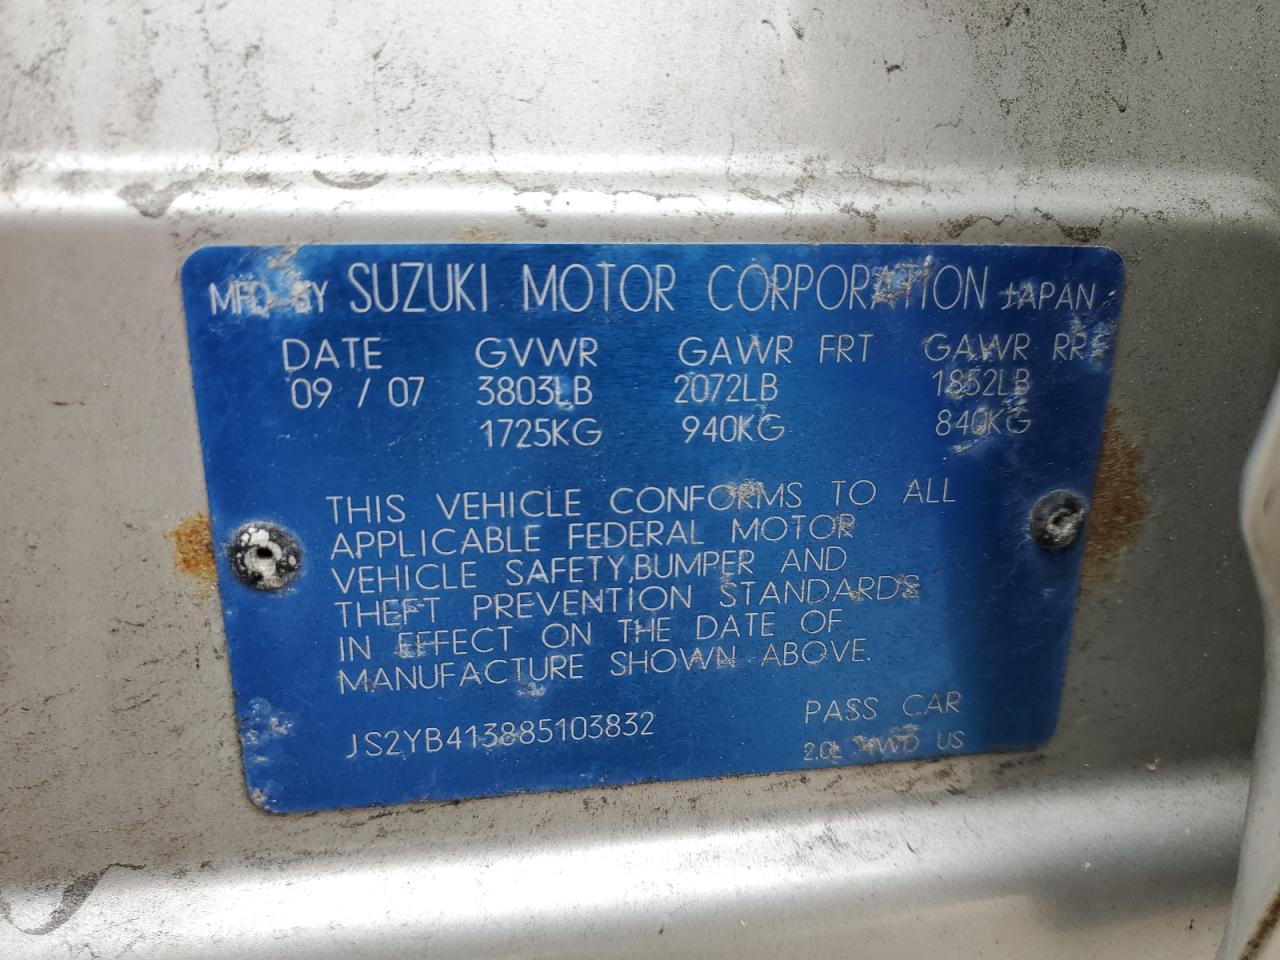 MFD BY SUZUKI MOTOR CORPORATION JAPAN
DATE GVWR GAWR FRT GAWR RR
09 / 07 3803LB 2072LB 1852LB
1725KG 940KG 840KG
THIS VEHICLE CONFORMS TO ALL
APPLICABLE FEDERAL MOTOR
VEHICLE SAFETY,BUMPER AND
THEFT PREVENTION STANDARDS
IN EFFECT ON THE DATE OF
MANUFACTURE SHOWN ABOVE.
JS2YB413885103832 PASS CAR
2.0L US